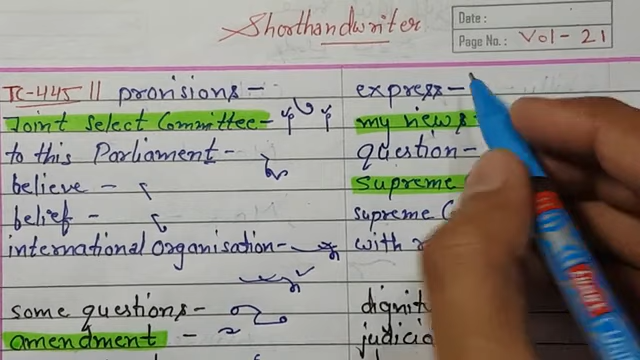 Shorthandwriter
Date :
Page No.: Vol- 21
TC-445 || provisions -
Joint Select Committee -
to this Parliament -
believe -
belief -
international Organisation -
some questions -
amendment -
express -
my views -
question -
Supreme
supreme
with
dignit
judicia